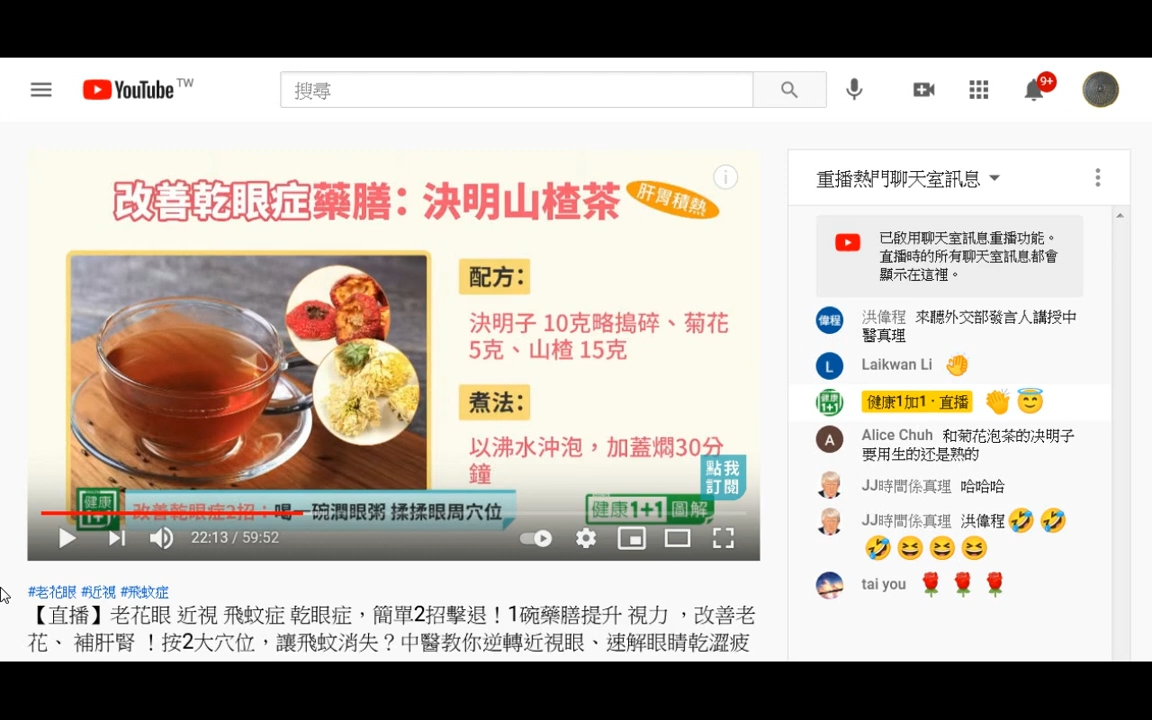 YouTube TW
搜尋
9+
改善乾眼症藥膳：決明山楂茶
肝胃積熱
配方：
決明子 10克略搗碎、菊花
5克、山楂 15克
煮法：
以沸水沖泡，加蓋燜30分
鐘
點我
訂閱
健康
1+1
改善乾眼症2招：喝一碗潤眼粥 揉揉眼周穴位
健康1+1 圖解
22:13 / 59:52
#老花眼 #近視 #飛蚊症
【直播】老花眼 近視 飛蚊症 乾眼症，簡單2招擊退！1碗藥膳提升 視力 ，改善老
花、 補肝腎 ！按2大穴位，讓飛蚊消失？中醫教你逆轉近視眼、速解眼睛乾澀疲
重播熱門聊天室訊息
已啟用聊天室訊息重播功能。
直播時的所有聊天室訊息都會
顯示在這裡。
偉程 洪偉程 來聽外交部發言人講授中
醫真理
L Laikwan Li 👋
健康1+1 健康1加1 · 直播 👏 😇
A Alice Chuh 和菊花泡茶的决明子
要用生的还是熟的
JJ時間係真理 哈哈哈
JJ時間係真理 洪偉程🤣 🤣
🤣 😆 😆 😆
tai you 🌹 🌹 🌹